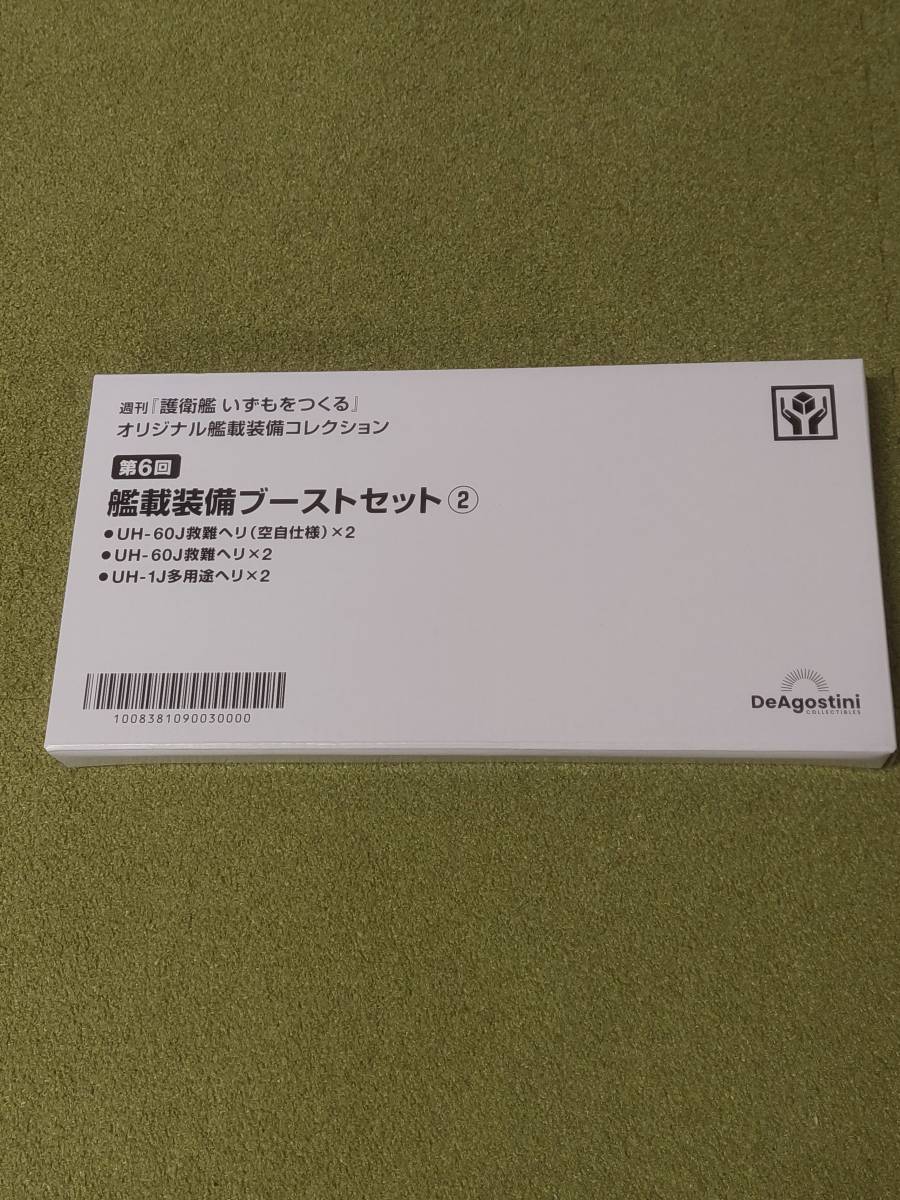 週刊『護衛艦 いずもをつくる』
オリジナル艦載装備コレクション
第6回
艦載装備ブーストセット②
●UH-60J救難ヘリ(空自仕様)×2
●UH-60J救難ヘリ×2
●UH-1J多用途ヘリ×2
1008381090030000
DeAgostini
COLLECTIBLES